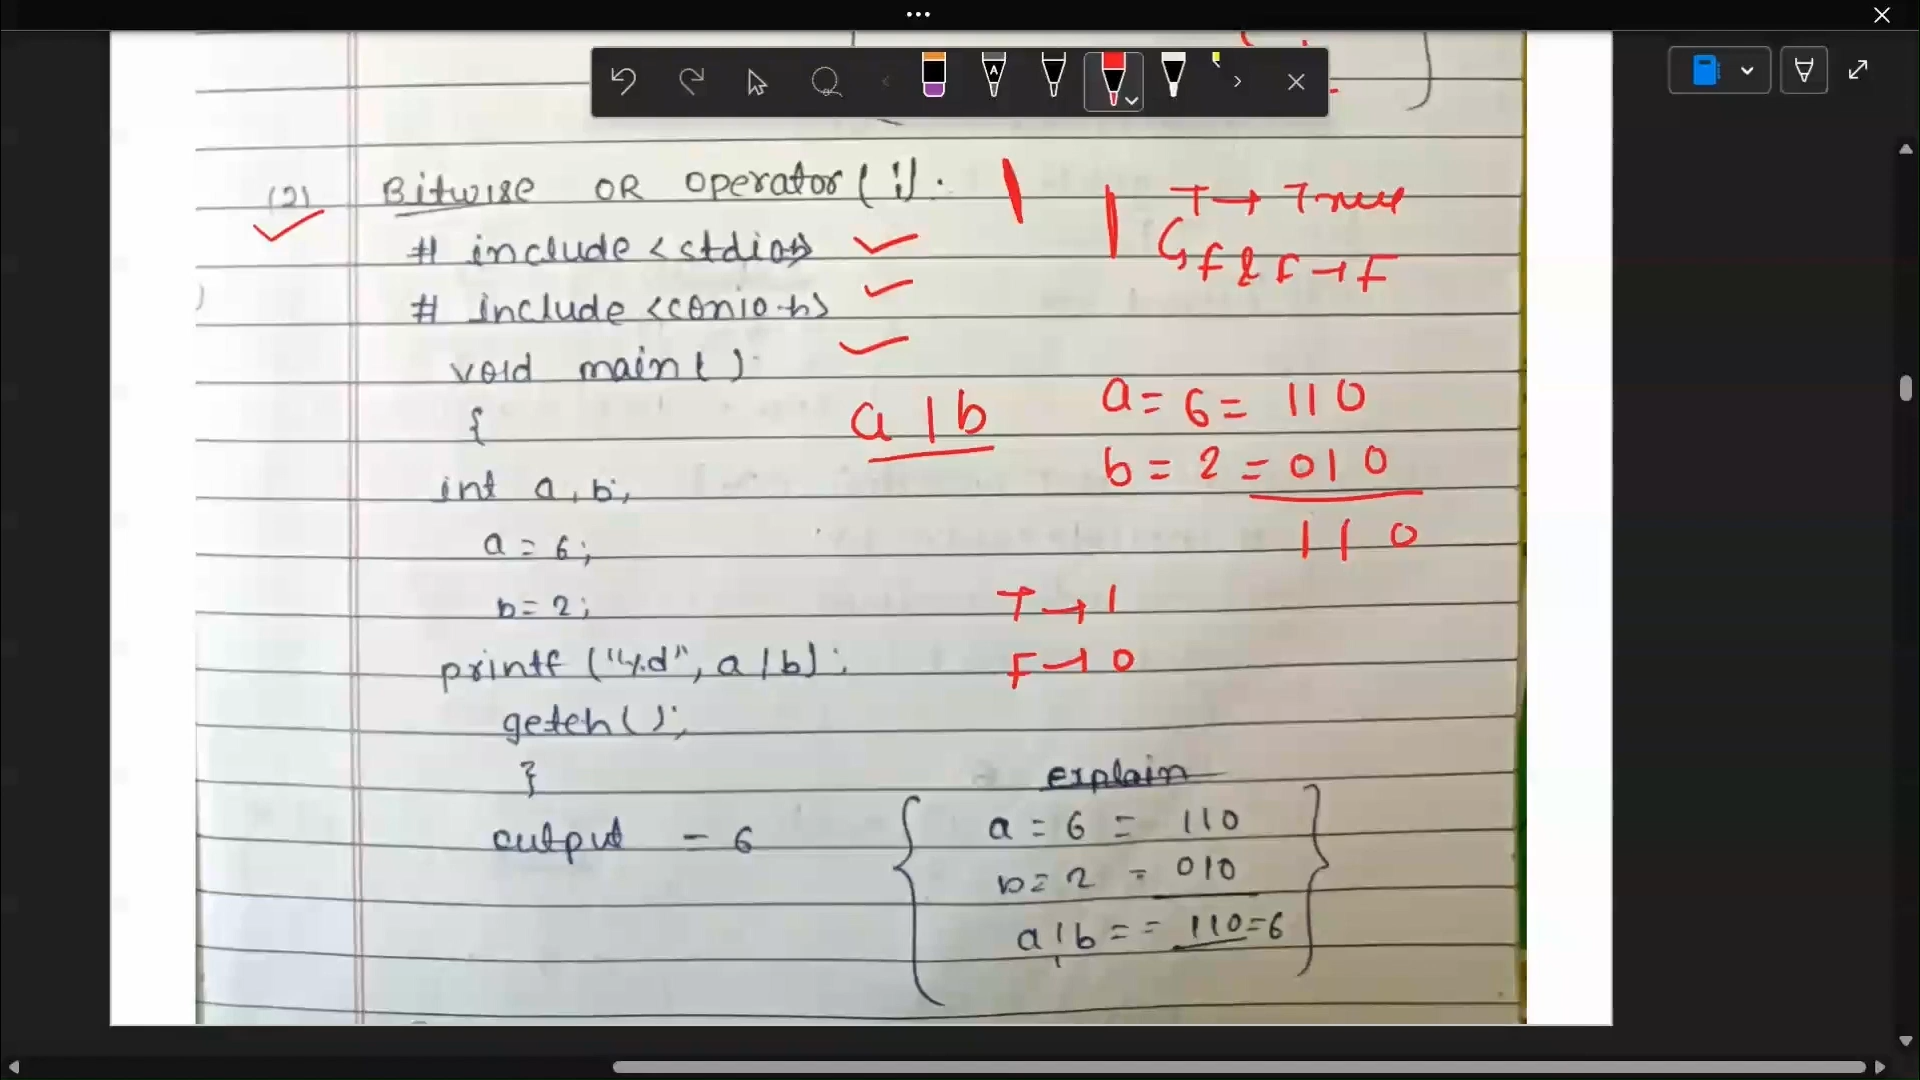 (2) Bitwise OR operator (|) :
| T → True
↳ F & F → F
# include <stdio.h>
# include <conio.h>
void main ( )
{
a | b
a = 6 = 110
b = 2 = 010
110
int a, b;
a = 6;
b = 2;
T → 1
F → 0
printf ("%d", a | b);
getch ();
}
output = 6
explain
a = 6 = 110
b = 2 = 010
a | b = = 110 = 6